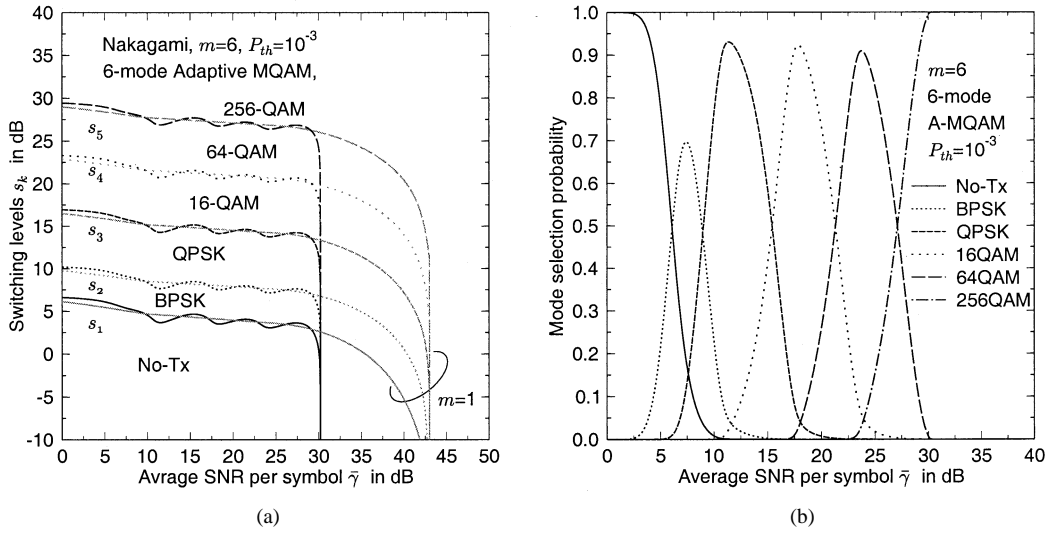 40
35
30
25
20
15
10
5
0
-5
-10
Switching levels s_k in dB
Nakagami, m=6, P_th=10^-3
6-mode Adaptive MQAM,
256-QAM
s_5
64-QAM
s_4
16-QAM
s_3
QPSK
s_2
BPSK
s_1
No-Tx
m=1
0 5 10 15 20 25 30 35 40 45 50
Avrage SNR per symbol γ̄ in dB
(a)
1.0
0.9
0.8
0.7
0.6
0.5
0.4
0.3
0.2
0.1
0.0
Mode selection probability
m=6
6-mode
A-MQAM
P_th=10^-3
No-Tx
BPSK
QPSK
16QAM
64QAM
256QAM
0 5 10 15 20 25 30 35 40
Average SNR per symbol γ̄ in dB
(b)